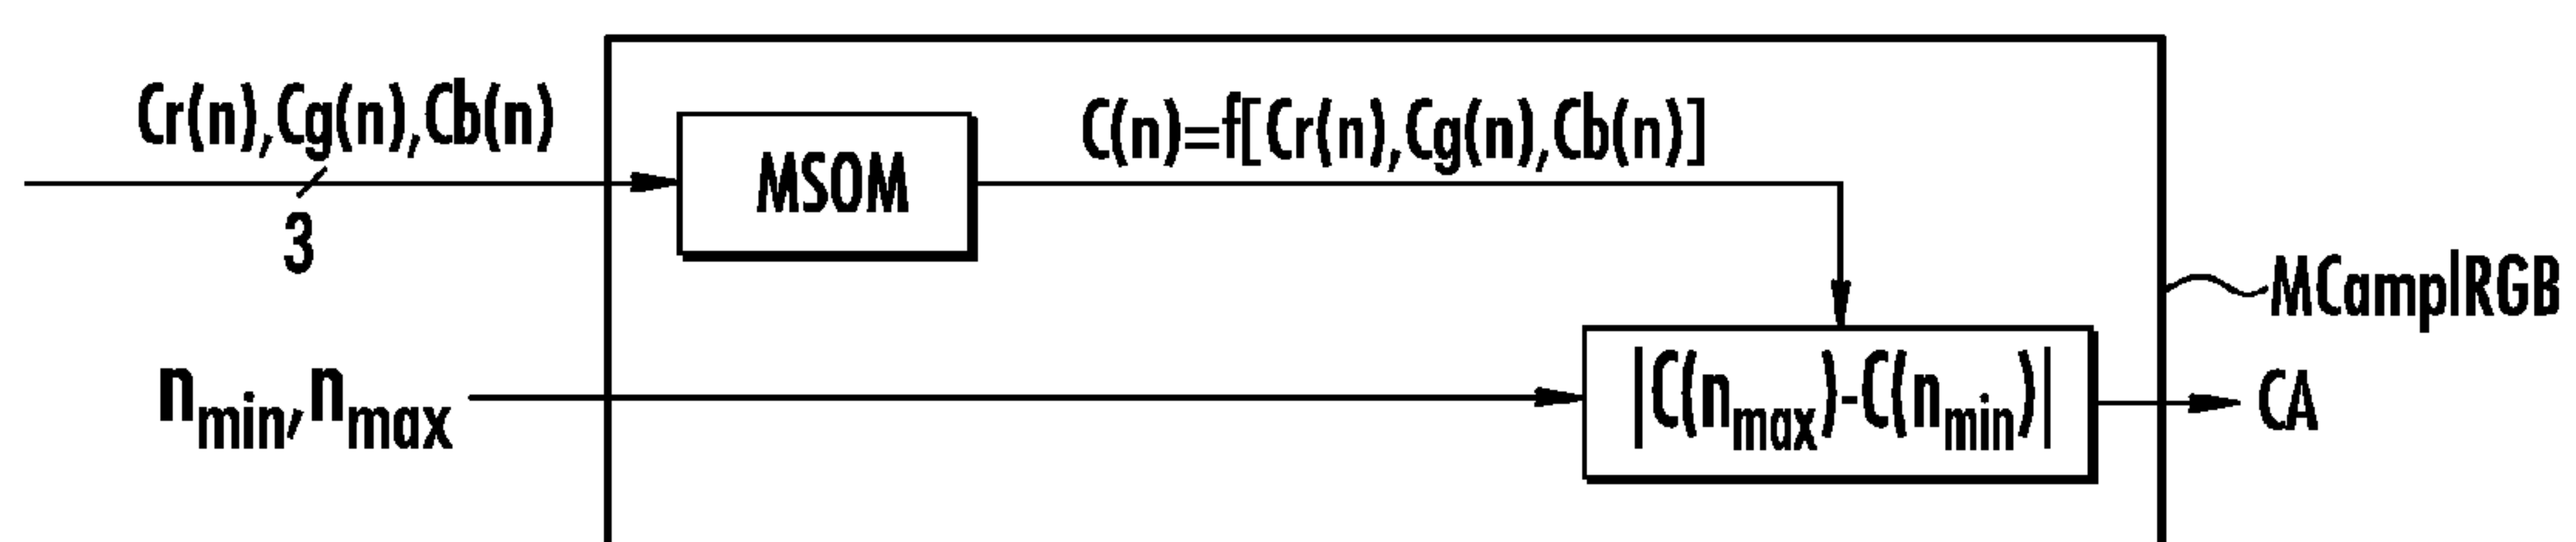 Cr(n),Cg(n),Cb(n)
3
MSOM
C(n)=f[Cr(n),Cg(n),Cb(n)]
MCamplRGB
nmin,nmax
|C(nmax)-C(nmin)|
CA